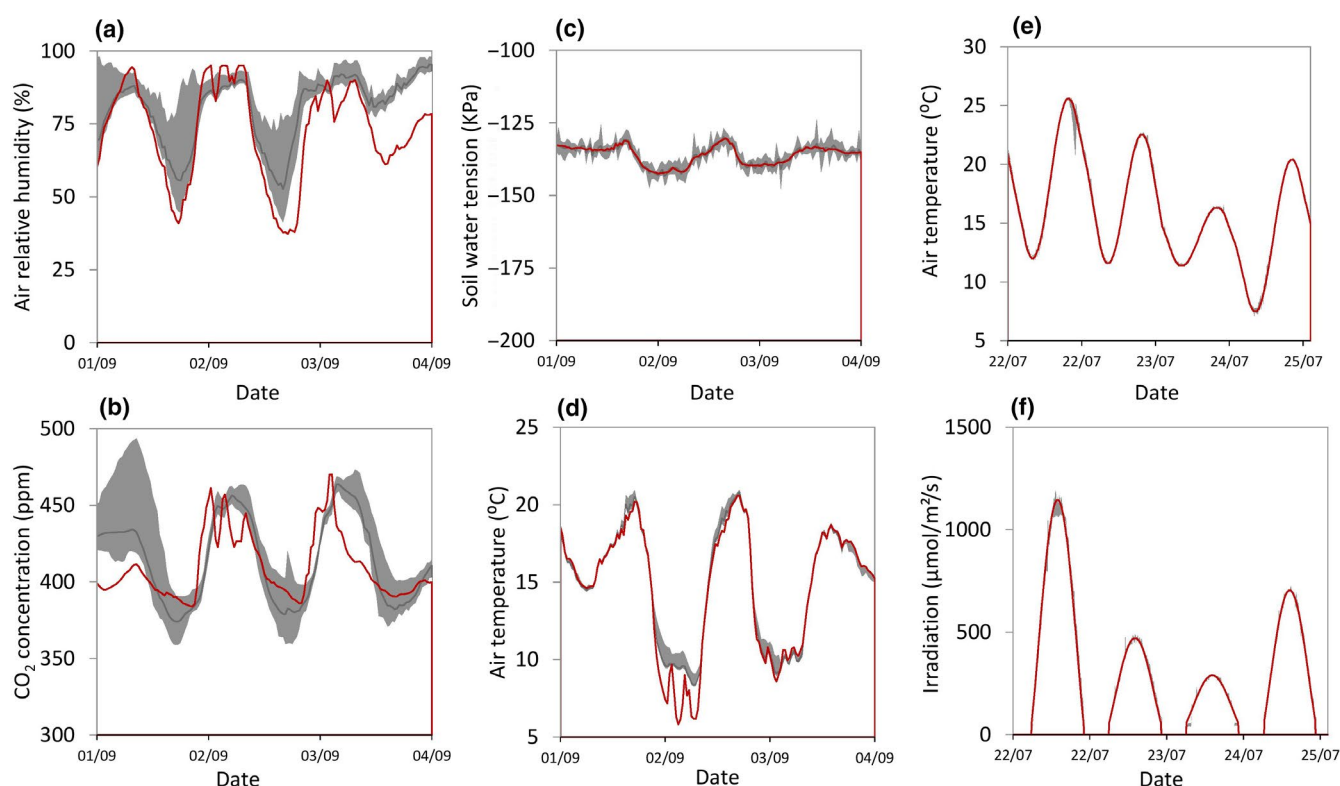 (a)
Air relative humidity (%)
100
75
50
25
0
01/09 02/09 03/09 04/09
Date
(b)
CO₂ concentration (ppm)
500
450
400
350
300
01/09 02/09 03/09 04/09
Date
(c)
Soil water tension (KPa)
−100
−125
−150
−175
−200
01/09 02/09 03/09 04/09
Date
(d)
Air temperature (⁰C)
25
20
15
10
5
01/09 02/09 03/09 04/09
Date
(e)
Air temperature (⁰C)
30
25
20
15
10
5
22/07 22/07 23/07 24/07 25/07
Date
(f)
Irradiation (µmol/m²/s)
1500
1000
500
0
22/07 22/07 23/07 24/07 25/07
Date